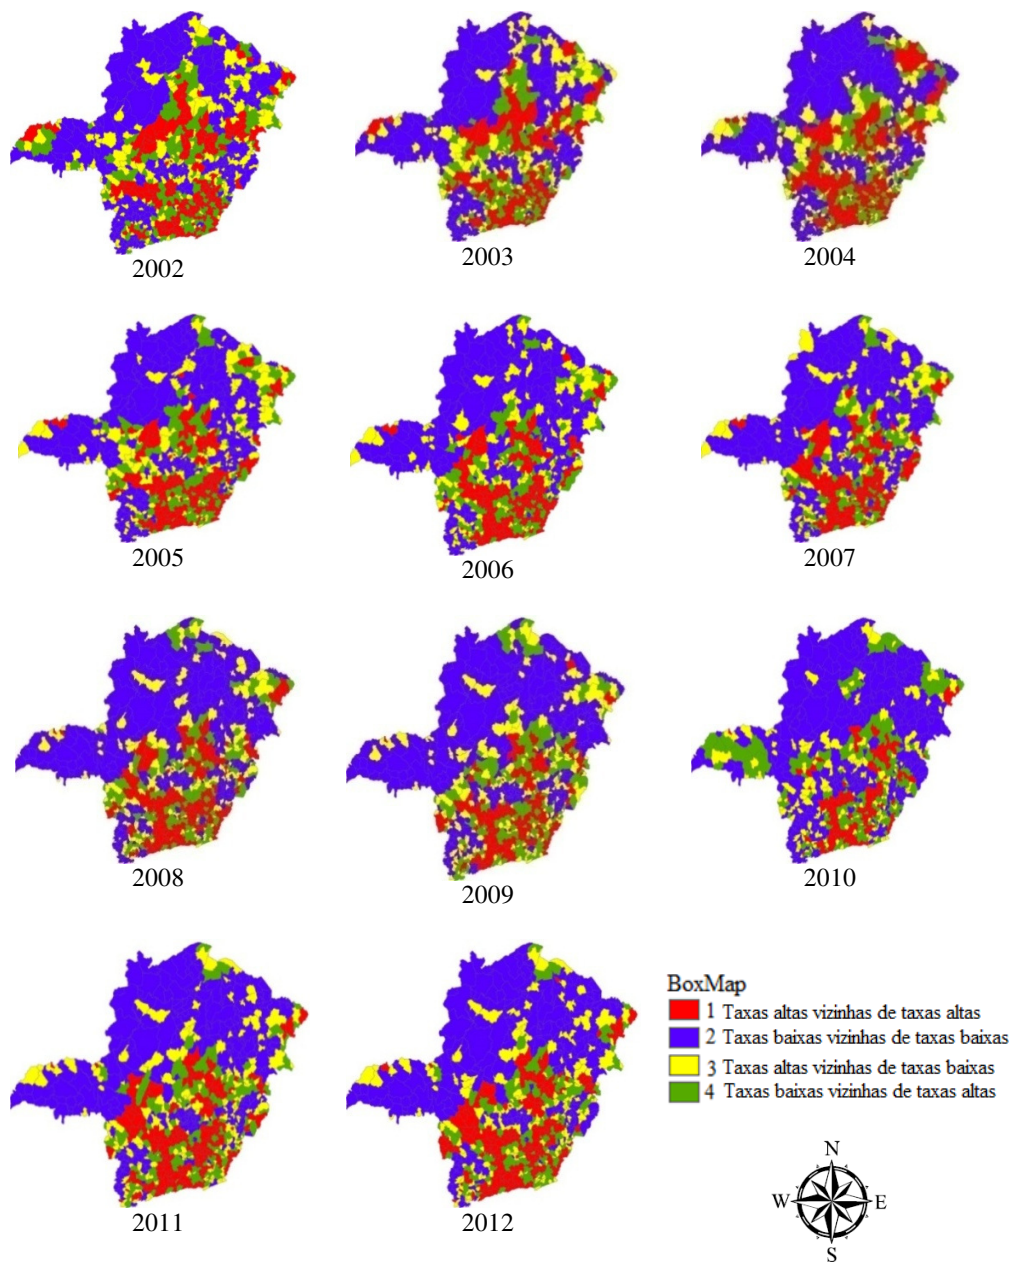 2002
2003
2004
2005
2006
2007
2008
2009
2010
2011
2012
BoxMap
1 Taxas altas vizinhas de taxas altas
2 Taxas baixas vizinhas de taxas baixas
3 Taxas altas vizinhas de taxas baixas
4 Taxas baixas vizinhas de taxas altas
N
W
E
S